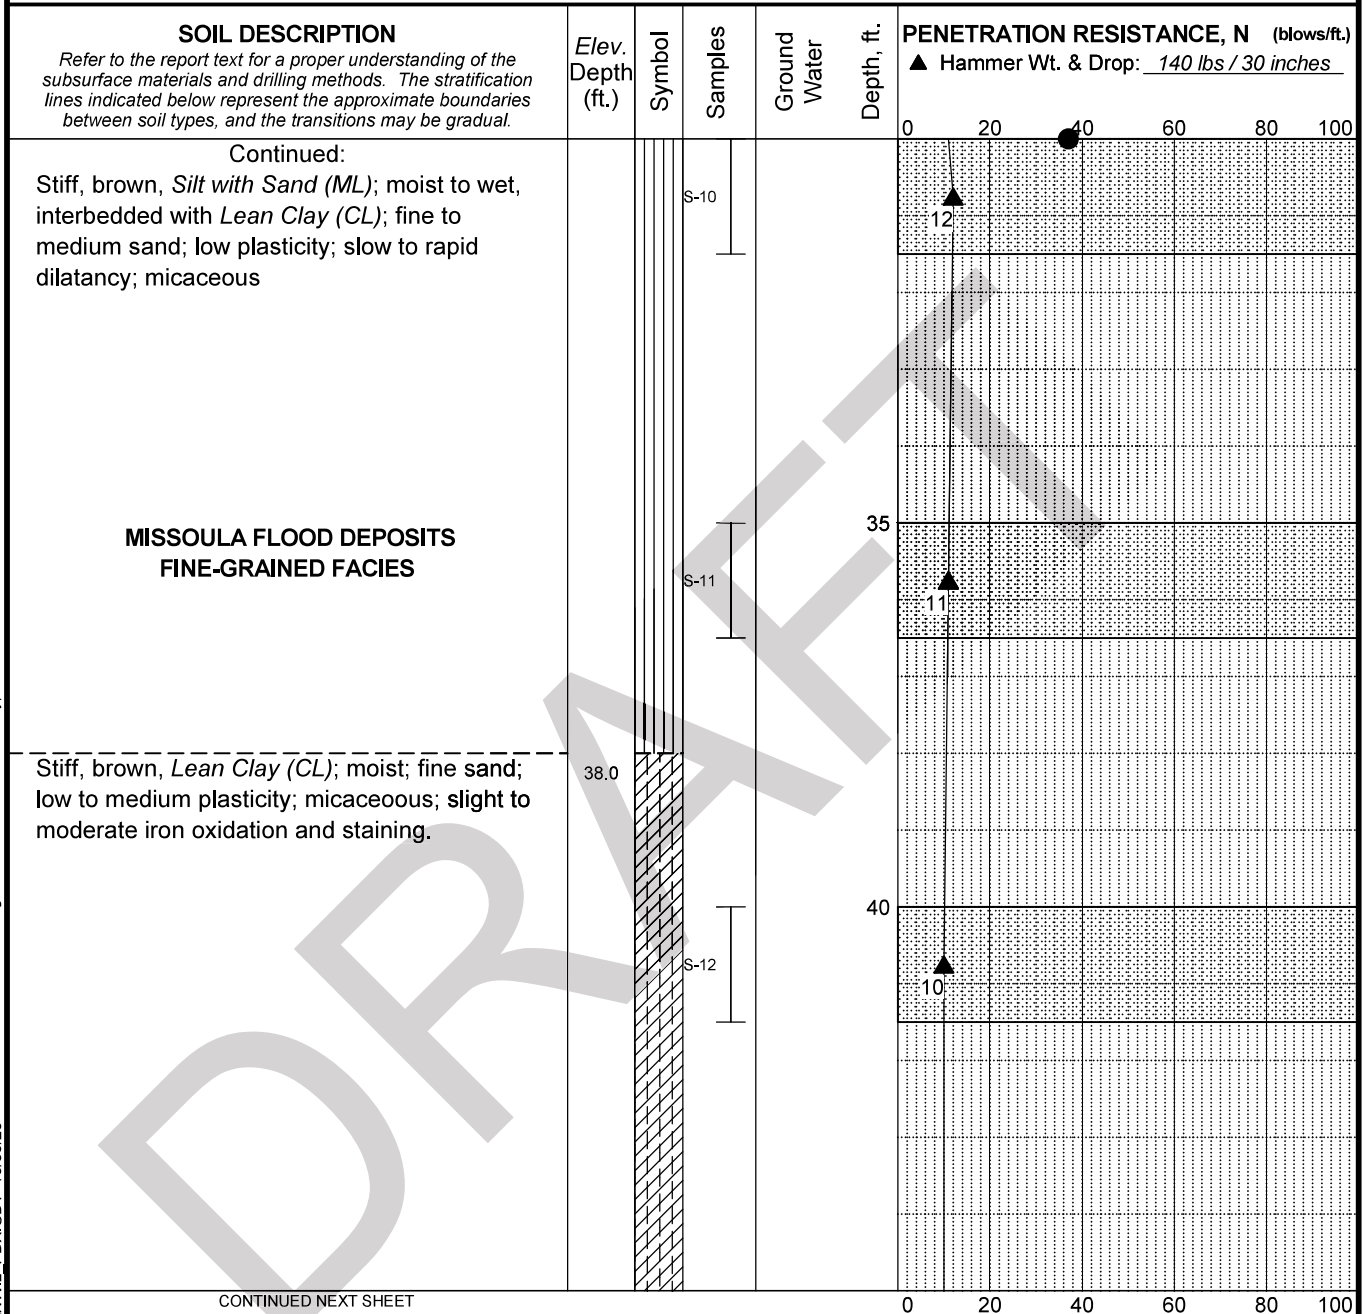 SOIL DESCRIPTION
Refer to the report text for a proper understanding of the
subsurface materials and drilling methods. The stratification
lines indicated below represent the approximate boundaries
between soil types, and the transitions may be gradual.
Elev.
Depth
(ft.)
Symbol
Samples
Ground
Water
Depth, ft.
PENETRATION RESISTANCE, N (blows/ft.)
▲ Hammer Wt. & Drop: 140 lbs / 30 inches
0 20 40 60 80 100
Continued:
Stiff, brown, Silt with Sand (ML); moist to wet,
interbedded with Lean Clay (CL); fine to
medium sand; low plasticity; slow to rapid
dilatancy; micaceous
S-10
12
MISSOULA FLOOD DEPOSITS
FINE-GRAINED FACIES
35
S-11
11
Stiff, brown, Lean Clay (CL); moist; fine sand;
low to medium plasticity; micaceoous; slight to
moderate iron oxidation and staining.
38.0
40
S-12
10
DRAFT
CONTINUED NEXT SHEET
0 20 40 60 80 100